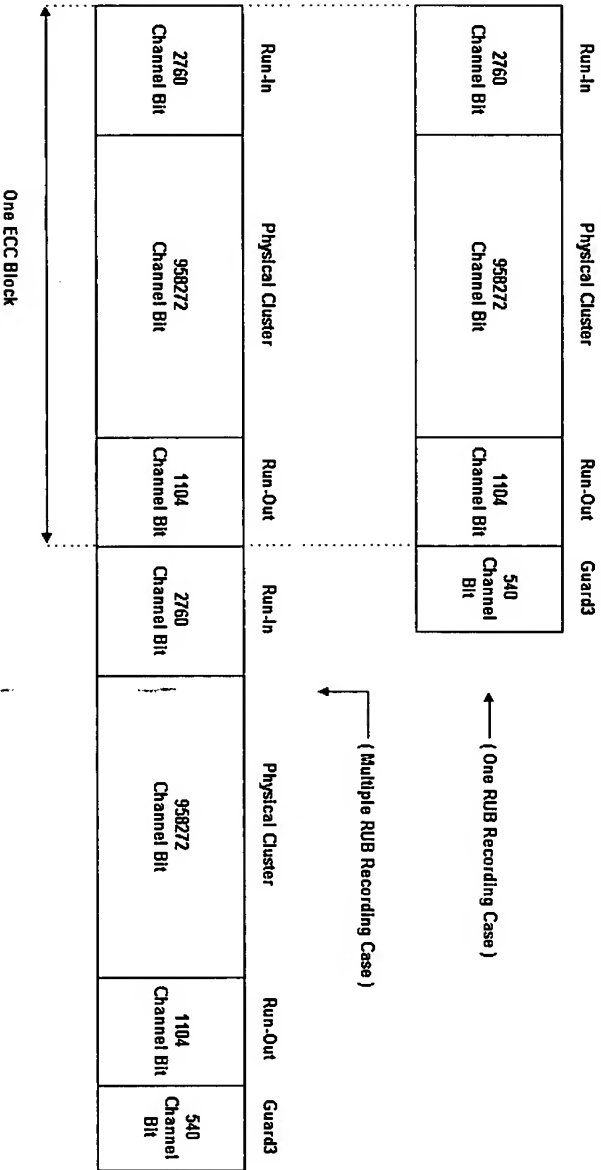 Run-In
Physical Cluster
Run-Out
Guard3
2760
Channel Bit
958272
Channel Bit
1104
Channel Bit
540
Channel
Bit
( One RUB Recording Case )
( Multiple RUB Recording Case )
Run-In
Physical Cluster
Run-Out
Run-In
Physical Cluster
Run-Out
Guard3
2760
Channel Bit
958272
Channel Bit
1104
Channel Bit
2760
Channel Bit
958272
Channel Bit
1104
Channel Bit
540
Channel
Bit
One ECC Block